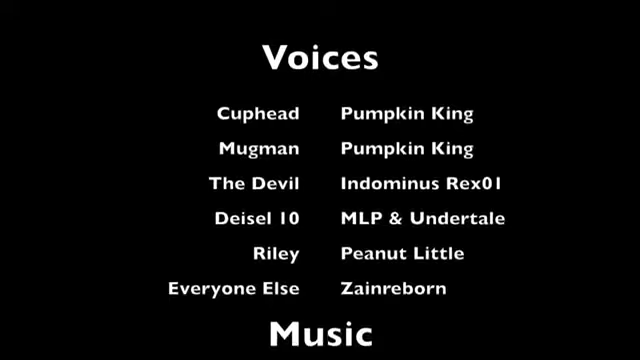 Voices
Cuphead Pumpkin King
Mugman Pumpkin King
The Devil Indominus Rex01
Deisel 10 MLP & Undertale
Riley Peanut Little
Everyone Else Zainreborn
Music